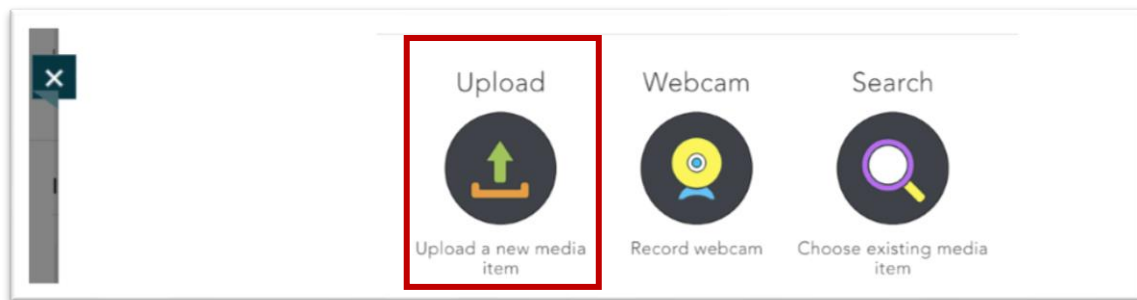 Upload
Webcam
Search
Upload a new media
item
Record webcam
Choose existing media
item